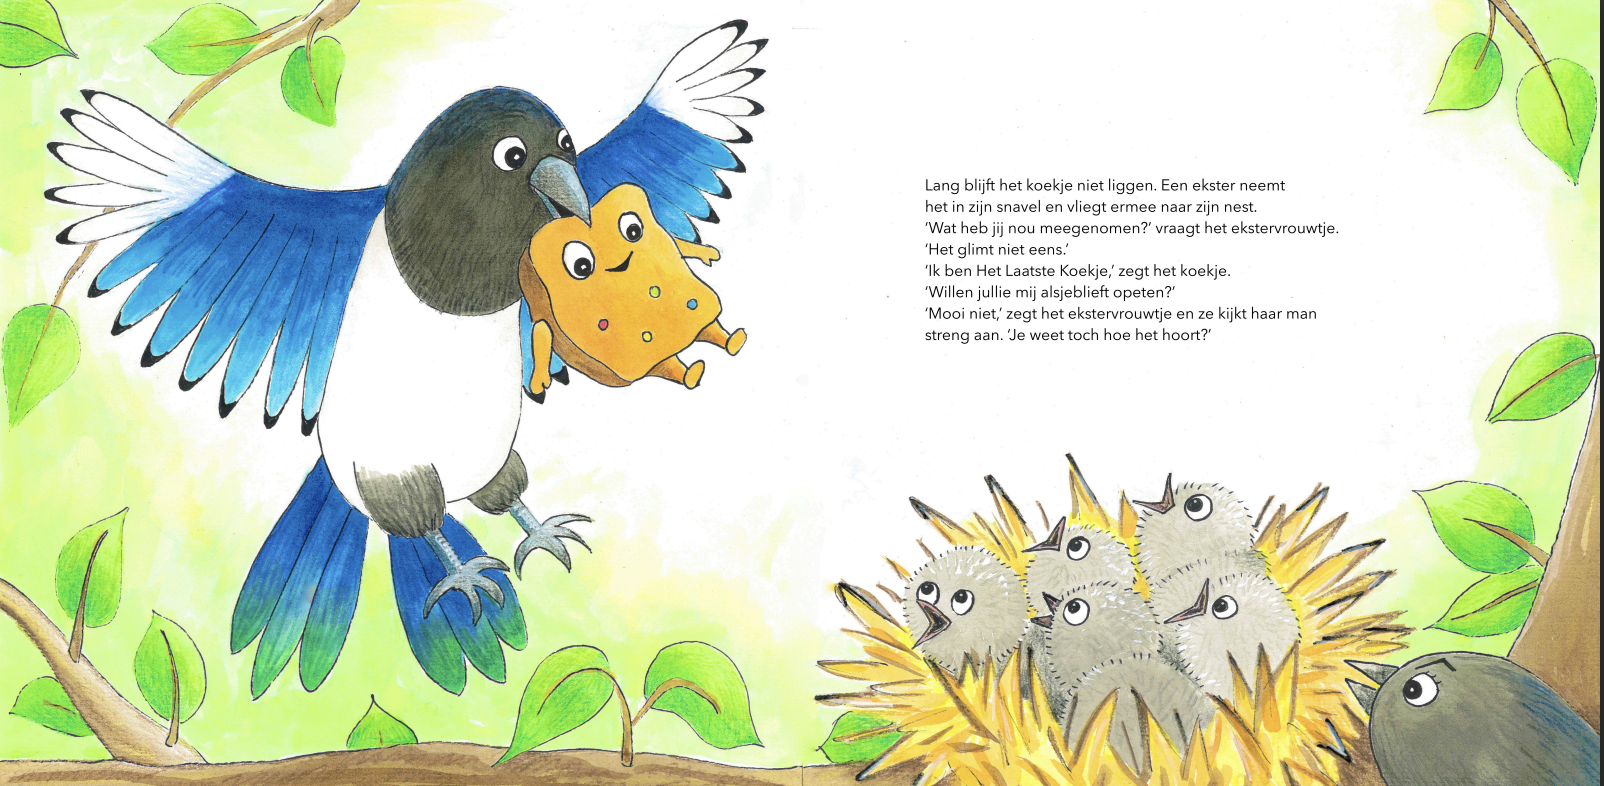 Lang blijft het koekje niet liggen. Een ekster neemt
het in zijn snavel en vliegt ermee naar zijn nest.
‘Wat heb jij nou meegenomen?’ vraagt het ekstervrouwtje.
‘Het glimt niet eens.’
‘Ik ben Het Laatste Koekje,’ zegt het koekje.
‘Willen jullie mij alsjeblieft opeten?’
‘Mooi niet,’ zegt het ekstervrouwtje en ze kijkt haar man
streng aan. ‘Je weet toch hoe het hoort?’